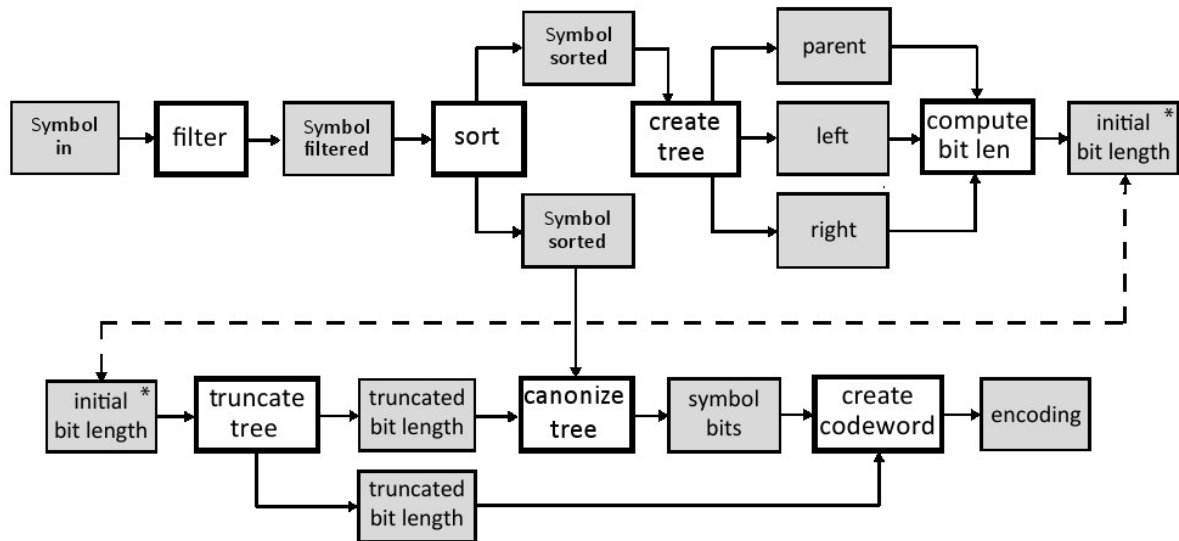 Symbol
sorted
parent
Symbol
in
filter
Symbol
filtered
sort
create
tree
left
compute
bit len
initial *
bit length
Symbol
sorted
right
initial *
bit length
truncate
tree
truncated
bit length
canonize
tree
symbol
bits
create
codeword
encoding
truncated
bit length